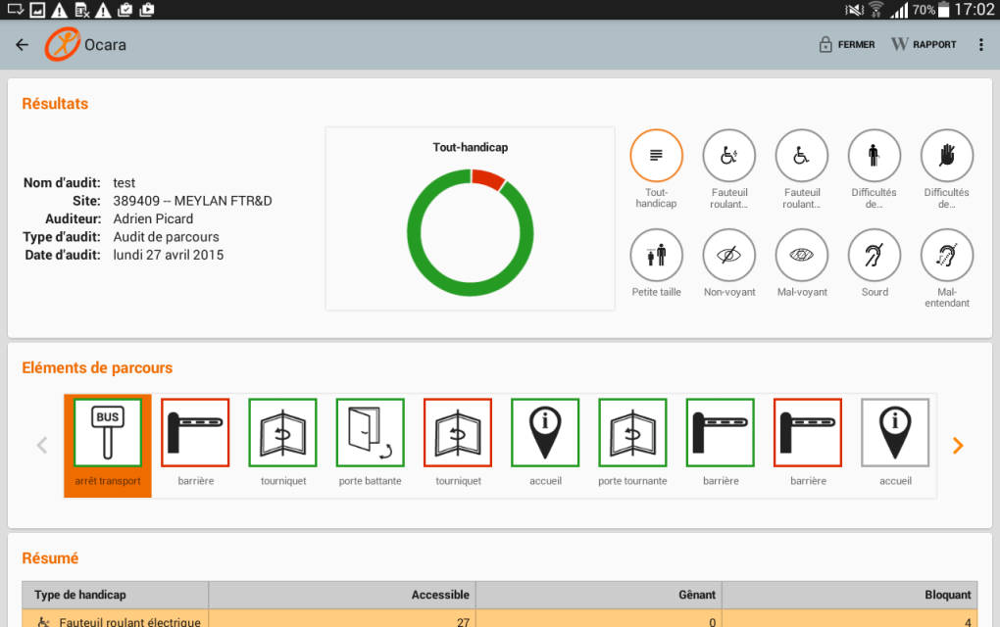 70% 17:02
Ocara
FERMER
W RAPPORT
Résultats
Nom d'audit: test
Site: 389409 -- MEYLAN FTR&D
Auditeur: Adrien Picard
Type d'audit: Audit de parcours
Date d'audit: lundi 27 avril 2015
Tout-handicap
Tout-
handicap
Fauteuil
roulant...
Fauteuil
roulant...
Difficultés
de...
Difficultés
de...
Petite taille
Non-voyant
Mal-voyant
Sourd
Mal-
entendant
Eléments de parcours
BUS
arrêt transport
barrière
tourniquet
porte battante
tourniquet
i
accueil
porte tournante
barrière
barrière
i
accueil
Résumé
Type de handicap Accessible Gênant Bloquant
Fauteuil roulant électrique 27 0 4